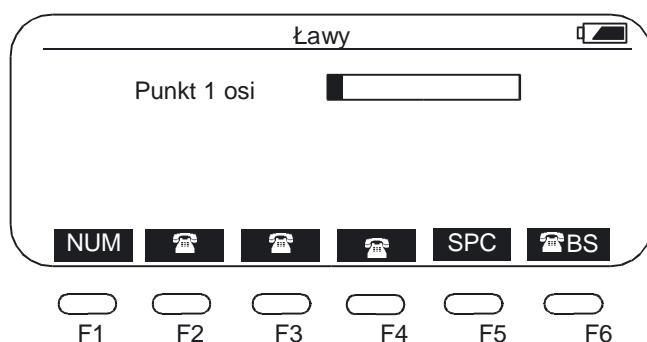 Ławy
Punkt 1 osi
NUM ☎ ☎ ☎ SPC ☎BS
F1 F2 F3 F4 F5 F6